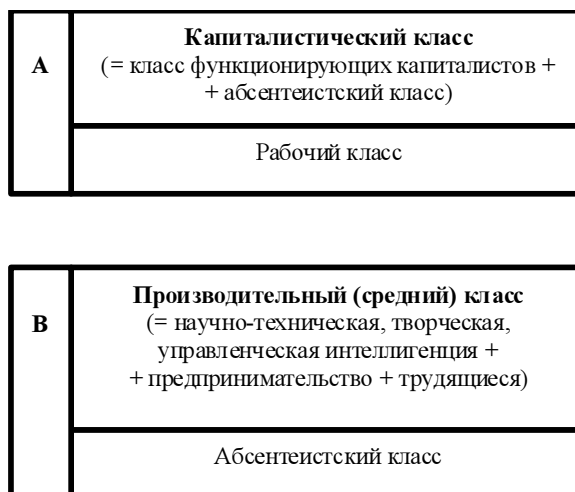 A
Капиталистический класс
(= класс функционирующих капиталистов +
+ абсентеистский класс)
Рабочий класс
B
Производительный (средний) класс
(= научно-техническая, творческая,
управленческая интеллигенция +
+ предпринимательство + трудящиеся)
Абсентеистский класс